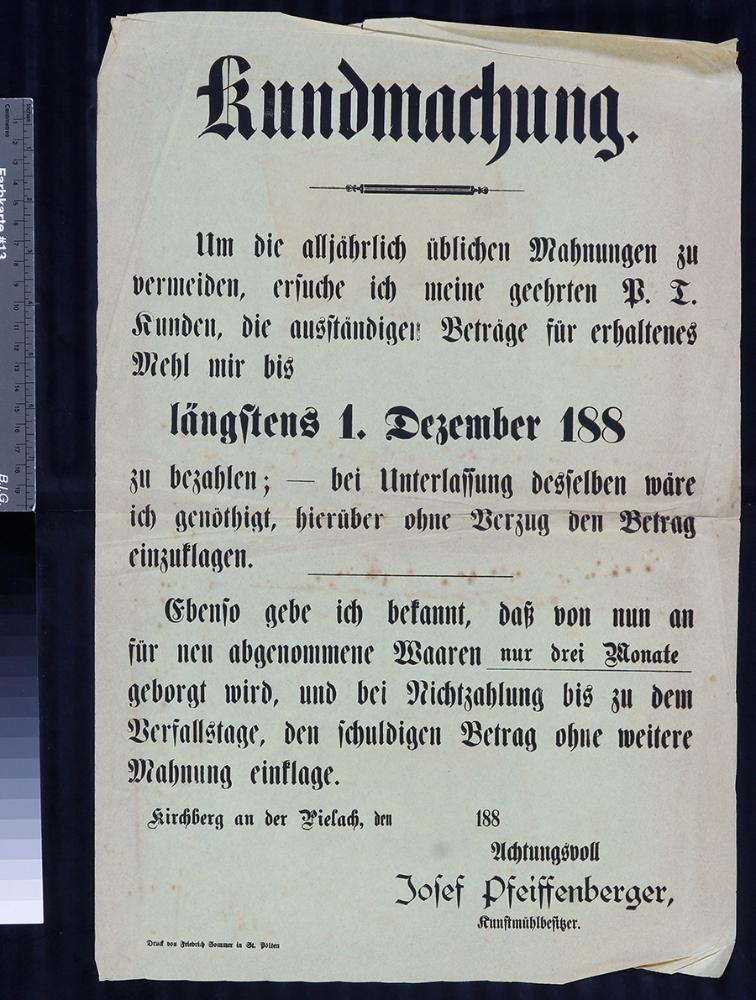 Kundmachung.
Um die alljährlich üblichen Mahnungen zu
vermeiden, ersuche ich meine geehrten P. T.
Kunden, die ausständigen Beträge für erhaltenes
Mehl mir bis
längstens 1. Dezember 188
zu bezahlen; — bei Unterlassung desselben wäre
ich genöthigt, hierüber ohne Verzug den Betrag
einzuklagen.
Ebenso gebe ich bekannt, daß von nun an
für neu abgenommene Waaren nur drei Monate
geborgt wird, und bei Nichtzahlung bis zu dem
Verfallstage, den schuldigen Betrag ohne weitere
Mahnung einklage.
Kirchberg an der Pielach, den 188
Achtungsvoll
Josef Pfeiffenberger,
Kunstmühlbesitzer.
Druck von Friedrich Sommer in St. Pölten
Farbkarte #13
B.I.G.
Centimetres